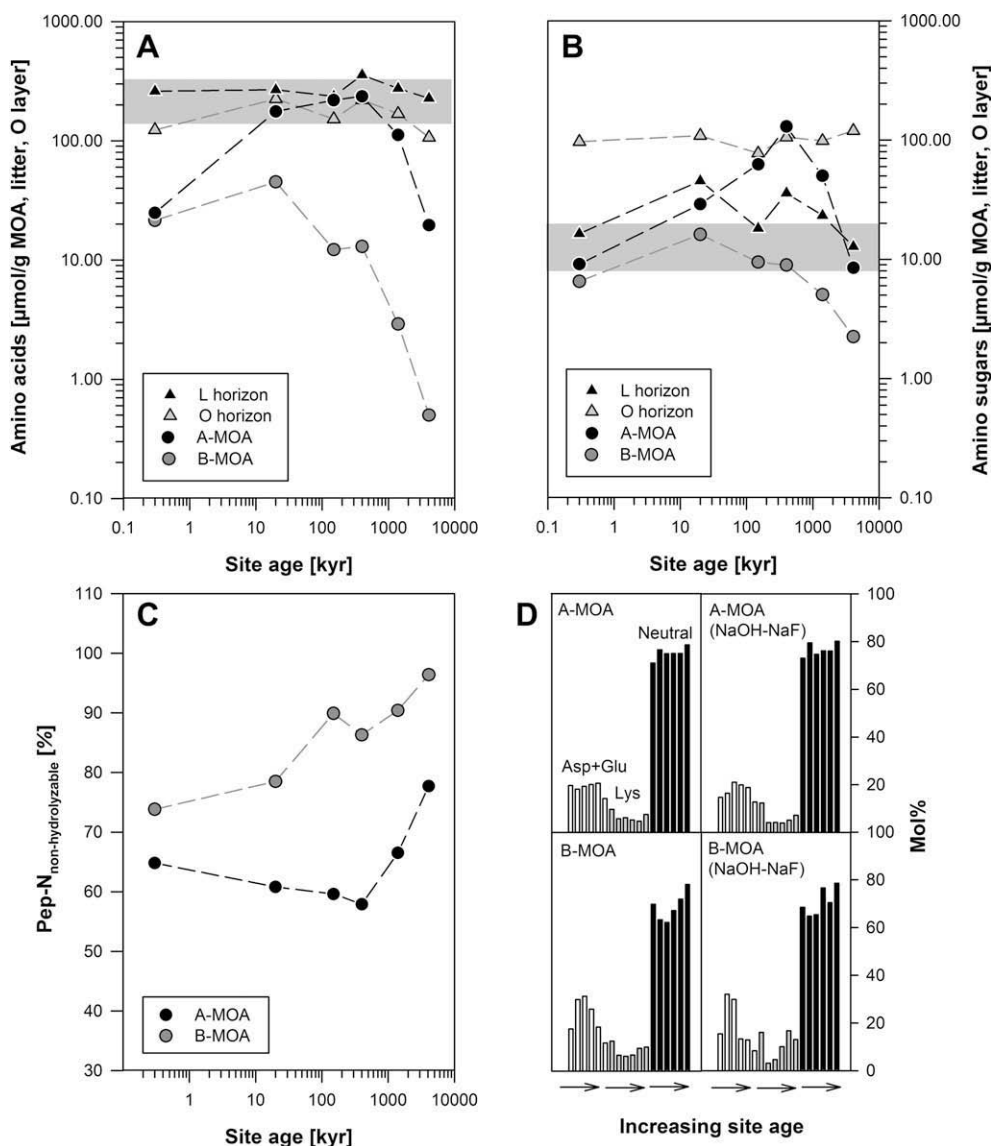 A
Amino acids [µmol/g MOA, litter, O layer]
1000.00
100.00
10.00
1.00
0.10
L horizon
O horizon
A-MOA
B-MOA
0.1 1 10 100 1000 10000
Site age [kyr]
B
Amino sugars [µmol/g MOA, litter, O layer]
1000.00
100.00
10.00
1.00
0.10
L horizon
O horizon
A-MOA
B-MOA
0.1 1 10 100 1000 10000
Site age [kyr]
C
Pep-Nnon-hydrolyzable [%]
110
100
90
80
70
60
50
40
30
A-MOA
B-MOA
0.1 1 10 100 1000 10000
Site age [kyr]
D
A-MOA
Neutral
Asp+Glu
Lys
A-MOA
(NaOH-NaF)
B-MOA
B-MOA
(NaOH-NaF)
100
80
60
40
20
100
80
60
40
20
0
Mol%
Increasing site age